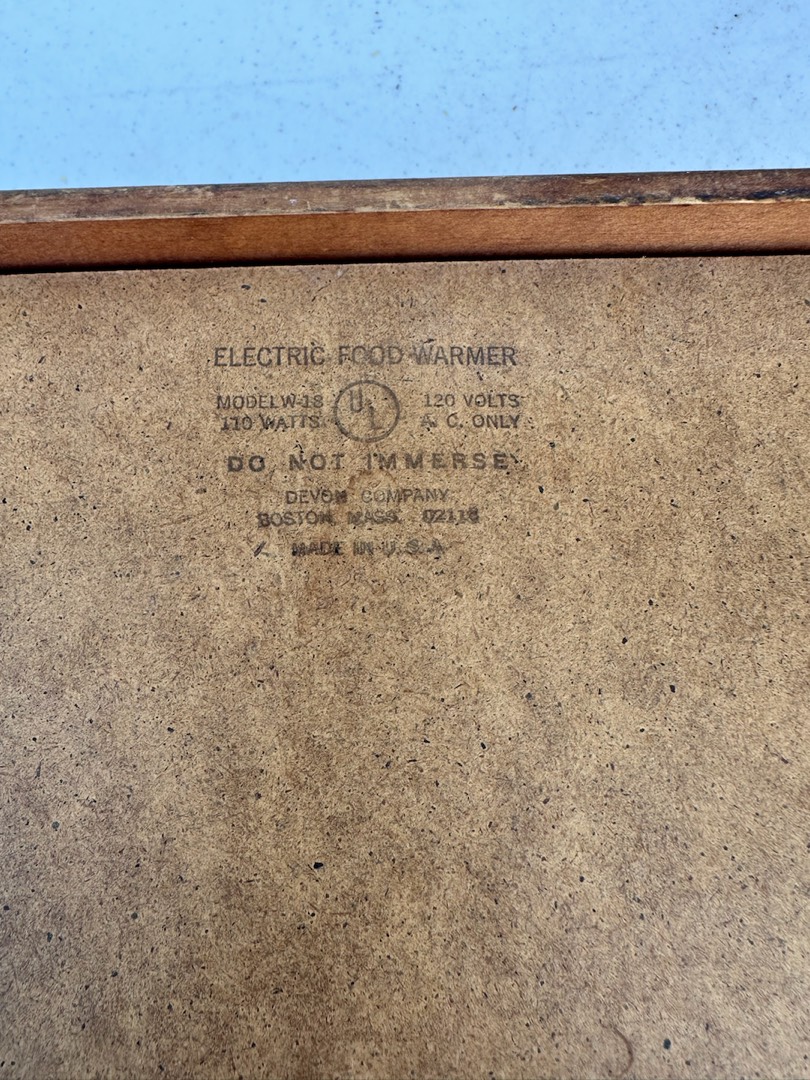 ELECTRIC FOOD WARMER
MODEL W-18 UL 120 VOLTS
110 WATTS A. C. ONLY
DO NOT IMMERSE
DEVON COMPANY
BOSTON, MASS. 02118
MADE IN U.S.A.